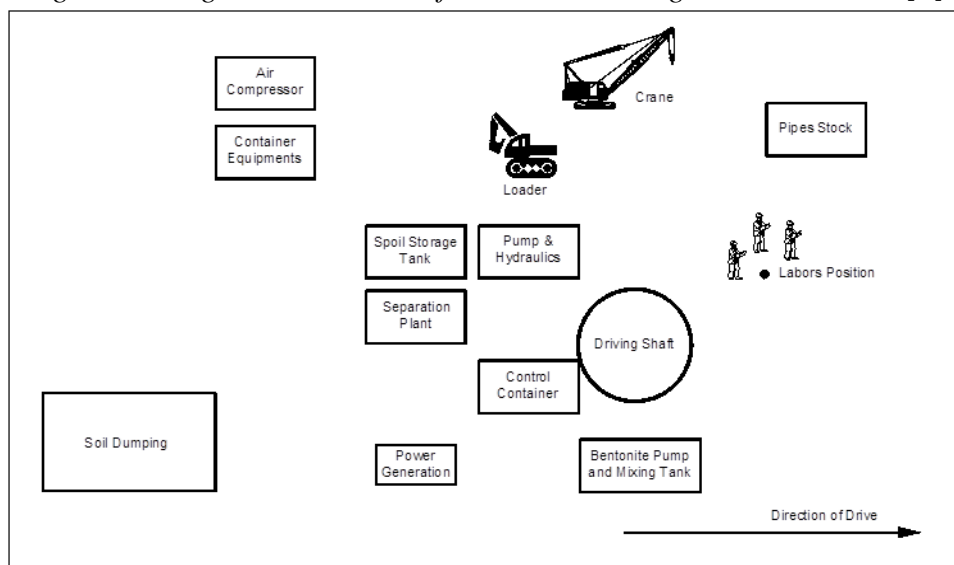 Air
Compressor
Crane
Pipes Stock
Container
Equipments
Loader
Spoil Storage
Tank
Pump &
Hydraulics
Labors Position
Separation
Plant
Driving Shaft
Control
Container
Soil Dumping
Power
Generation
Bentonite Pump
and Mixing Tank
Direction of Drive